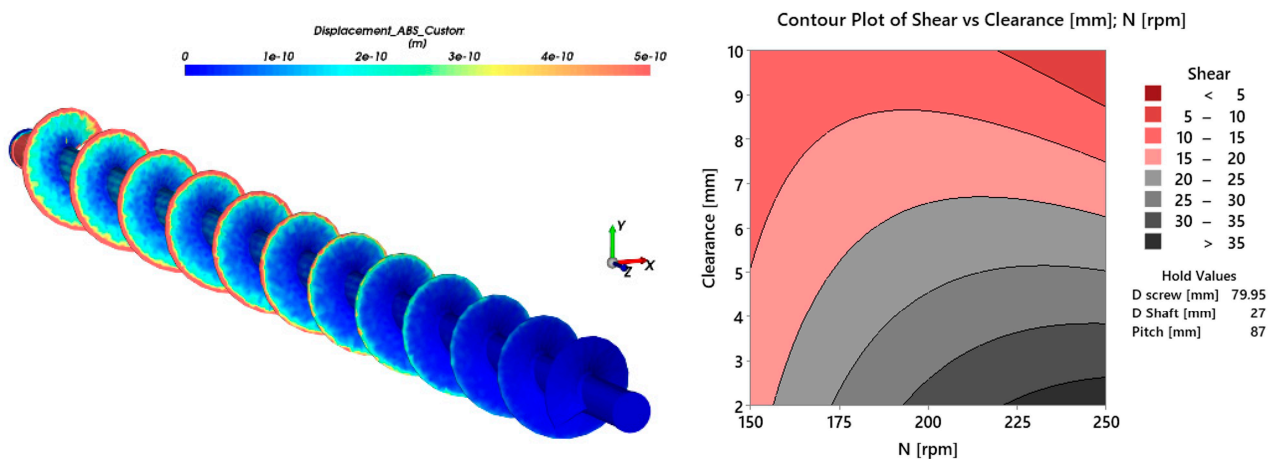 Displacement_ABS_Custom
(m)
0 1e-10 2e-10 3e-10 4e-10 5e-10
Y
X
Z
Contour Plot of Shear vs Clearance [mm]; N [rpm]
10
9
8
7
6
5
4
3
2
Clearance [mm]
150 175 200 225 250
N [rpm]
Shear
< 5
5 – 10
10 – 15
15 – 20
20 – 25
25 – 30
30 – 35
> 35
Hold Values
D screw [mm] 79.95
D Shaft [mm] 27
Pitch [mm] 87